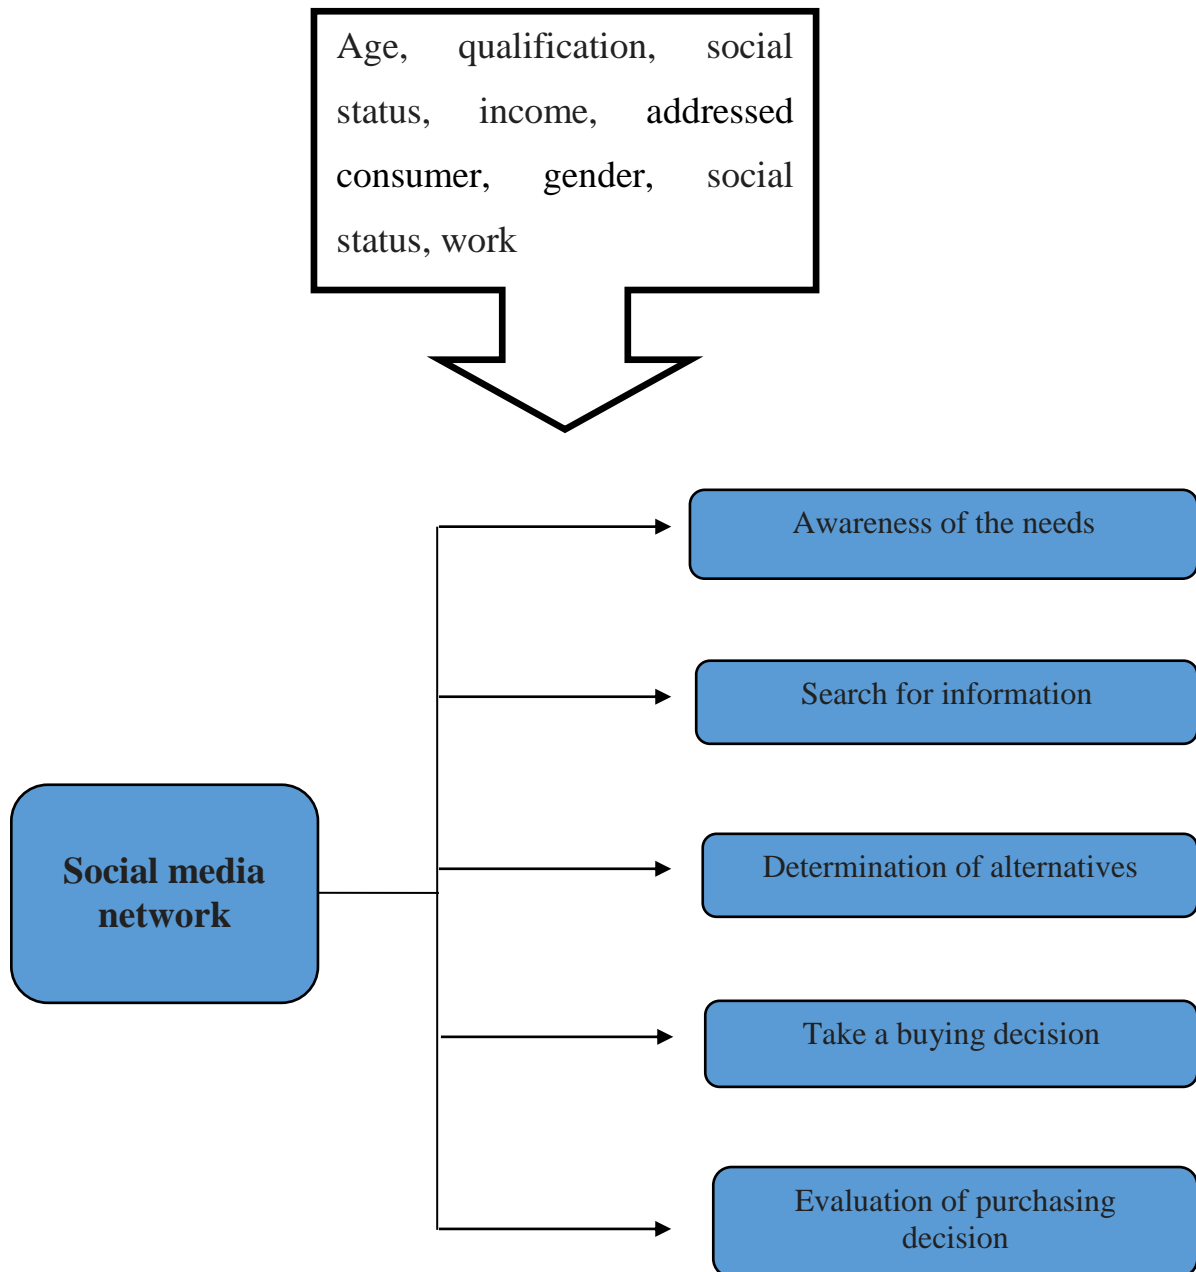 Age, qualification, social
status, income, addressed
consumer, gender, social
status, work
Awareness of the needs
Search for information
Social media
network
Determination of alternatives
Take a buying decision
Evaluation of purchasing
decision